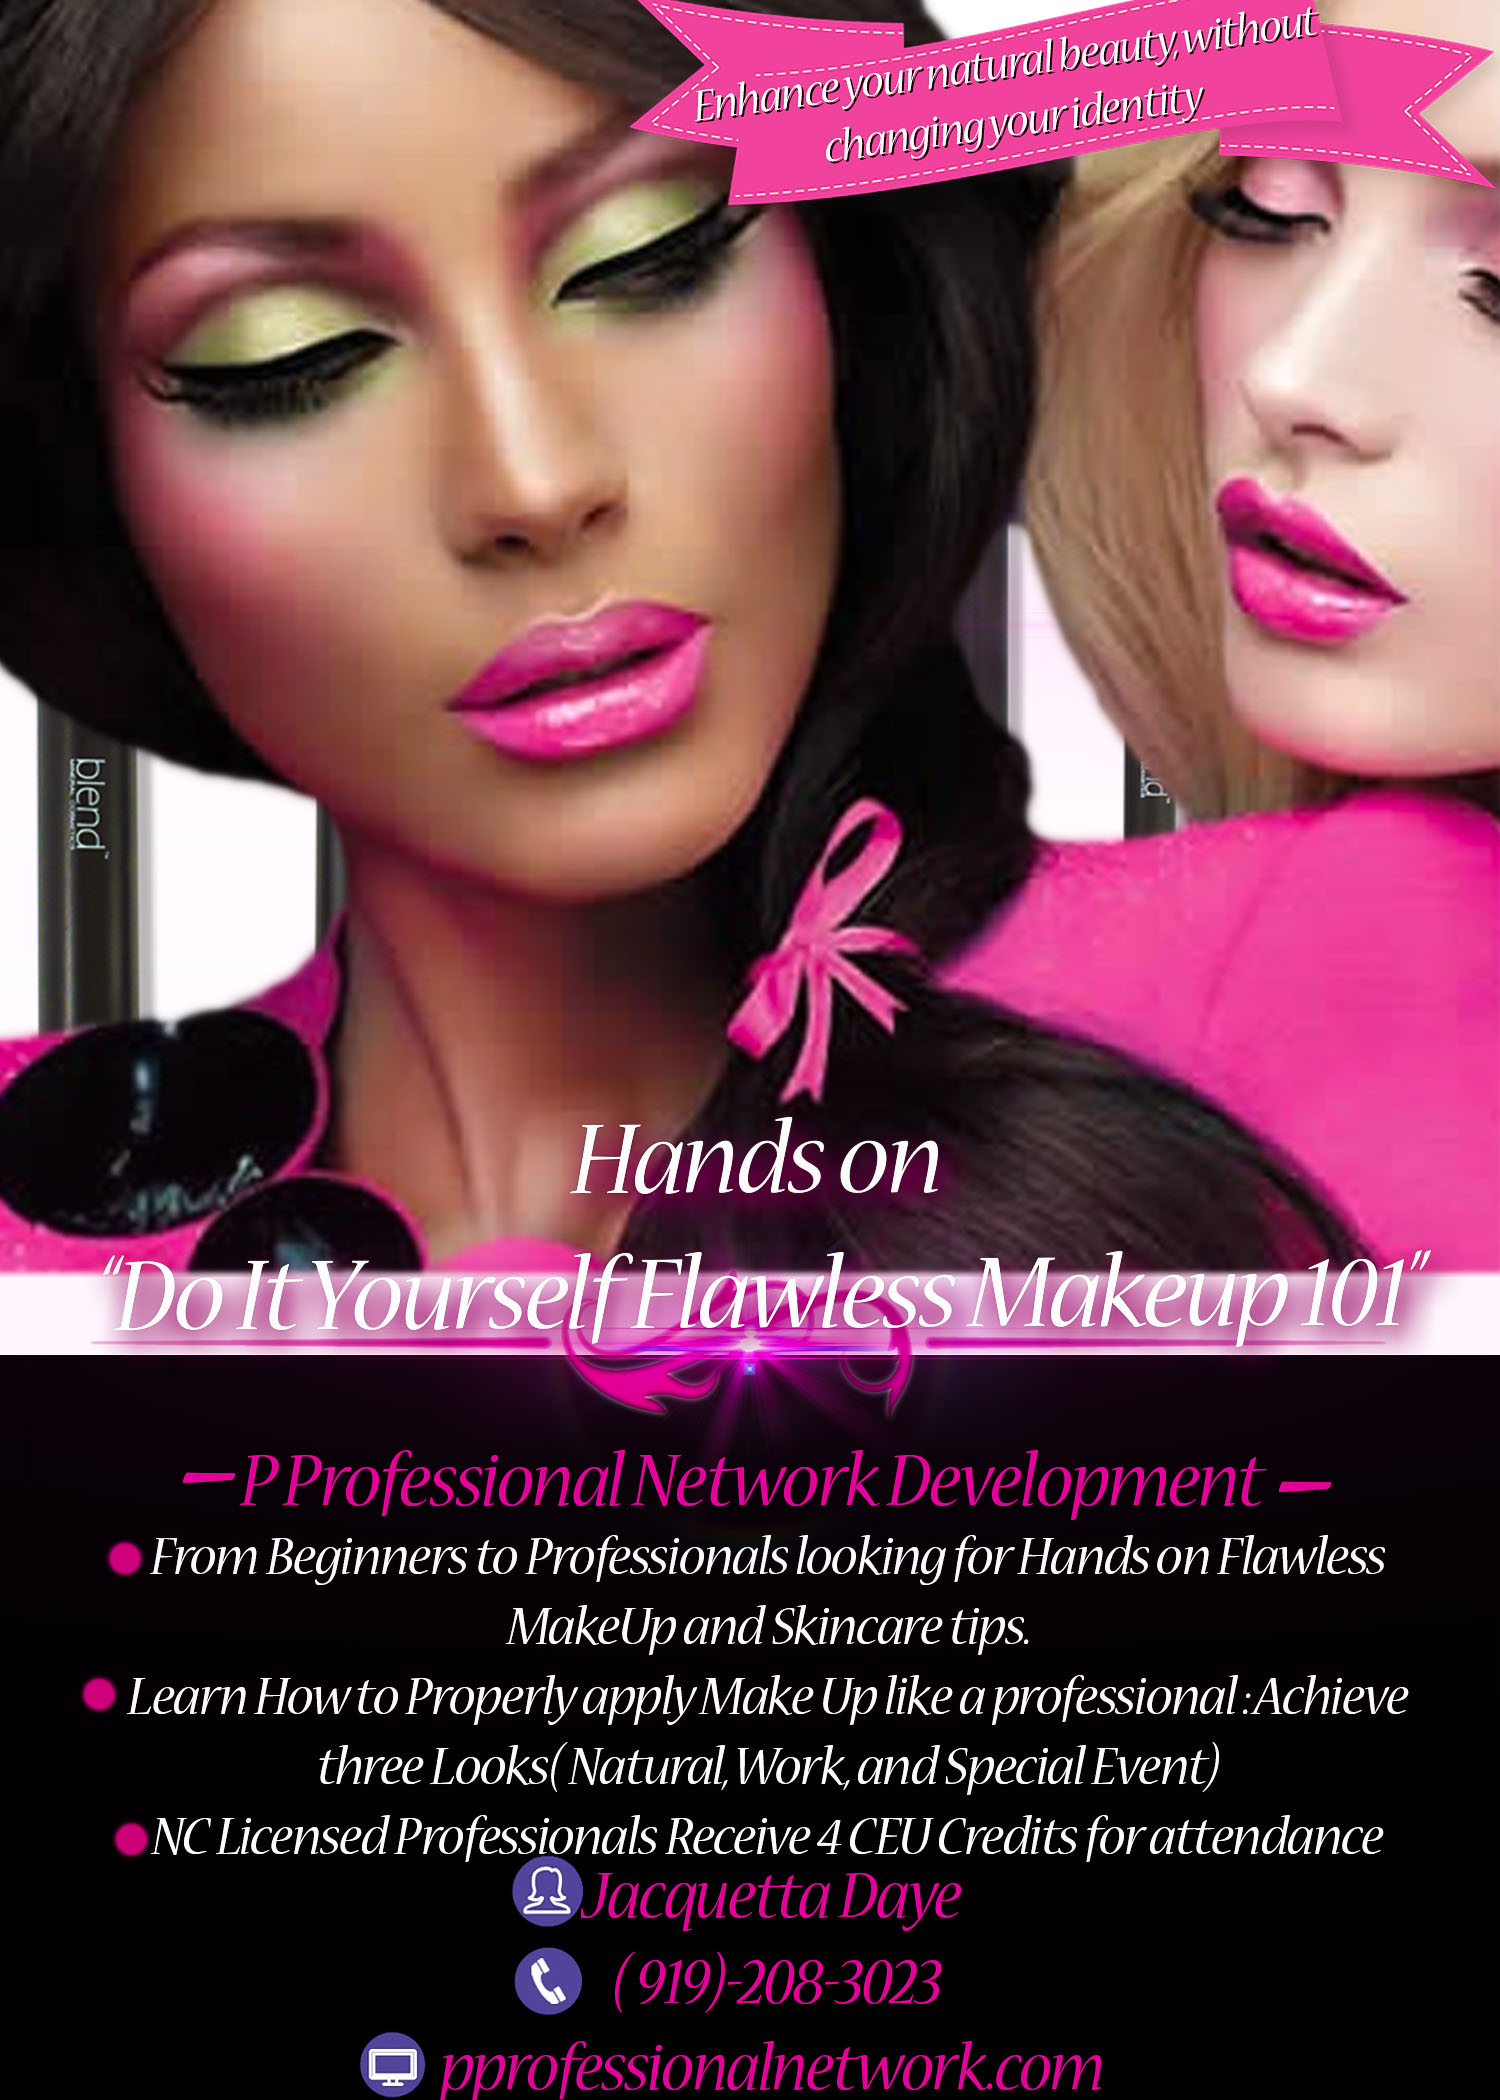 Enhance your natural beauty, without
changing your identity
blend
MINERAL COSMETICS
Hands on
"Do It Yourself Flawless Makeup 101"
– P Professional Network Development –
From Beginners to Professionals looking for Hands on Flawless
MakeUp and Skincare tips.
Learn How to Properly apply Make Up like a professional : Achieve
three Looks( Natural, Work, and Special Event)
NC Licensed Professionals Receive 4 CEU Credits for attendance
Jacquetta Daye
( 919)-208-3023
pprofessionalnetwork.com